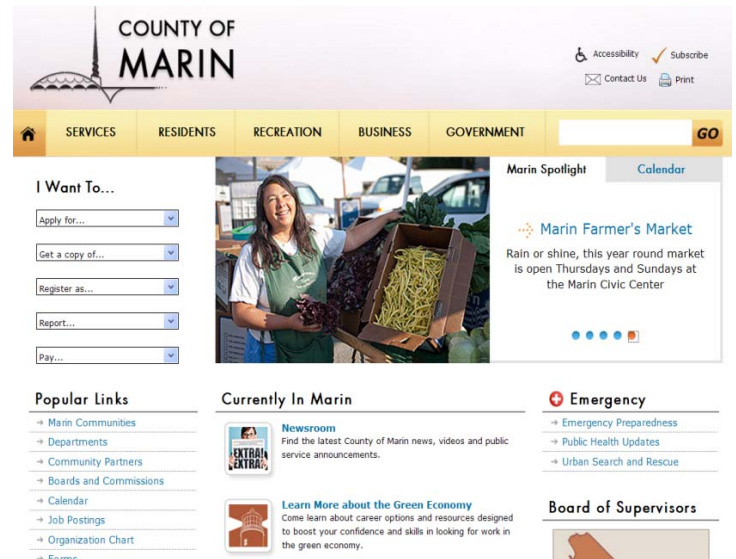 COUNTY OF
MARIN
Accessibility
Subscribe
Contact Us
Print
SERVICES
RESIDENTS
RECREATION
BUSINESS
GOVERNMENT
GO
I Want To...
Apply for...
Get a copy of...
Register as...
Report...
Pay...
Marin Spotlight
Calendar
Marin Farmer's Market
Rain or shine, this year round market
is open Thursdays and Sundays at
the Marin Civic Center
Popular Links
Marin Communities
Departments
Community Partners
Boards and Commissions
Calendar
Job Postings
Organization Chart
Forms
Currently In Marin
EXTRA!
EXTRA!
Newsroom
Find the latest County of Marin news, videos and public
service announcements.
Learn More about the Green Economy
Come learn about career options and resources designed
to boost your confidence and skills in looking for work in
the green economy.
Emergency
Emergency Preparedness
Public Health Updates
Urban Search and Rescue
Board of Supervisors